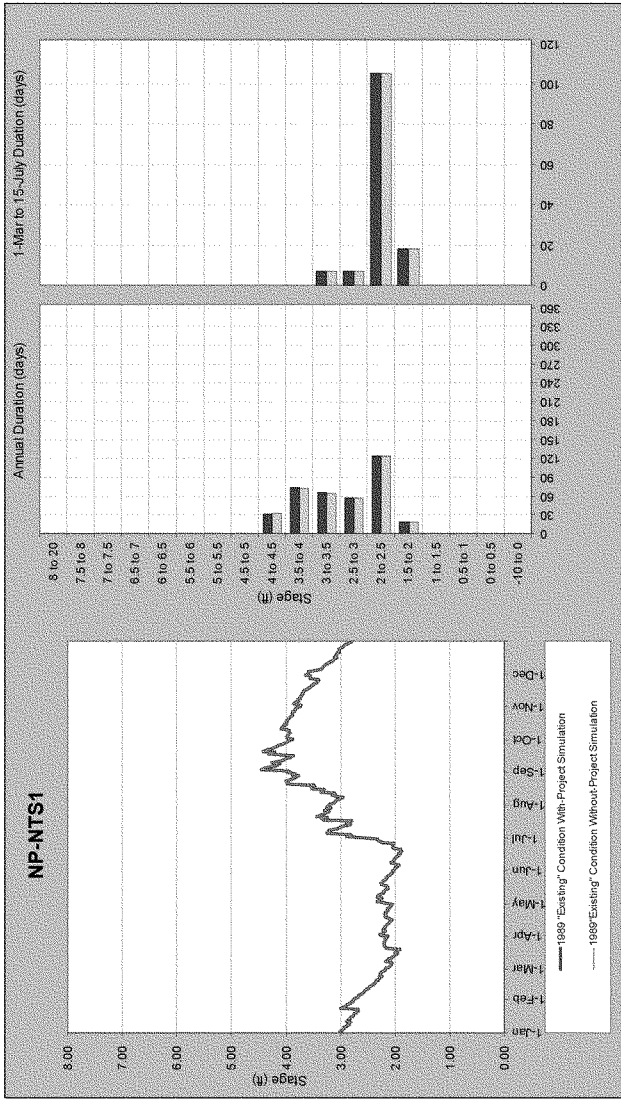 NP-NTS1
8.00
7.00
6.00
5.00
4.00
3.00
2.00
1.00
0.00
Stage (ft)
1-Jan
1-Feb
1-Mar
1-Apr
1-May
1-Jun
1-Jul
1-Aug
1-Sep
1-Oct
1-Nov
1-Dec
1989 "Existing" Condition With-Project Simulation
1989"Existing" Condition Without-Project Simulation
Annual Duration (days)
8 to 20
7.5 to 8
7 to 7.5
6.5 to 7
6 to 6.5
5.5 to 6
5 to 5.5
4.5 to 5
4 to 4.5
3.5 to 4
3 to 3.5
2.5 to 3
2 to 2.5
1.5 to 2
1 to 1.5
0.5 to 1
0 to 0.5
-10 to 0
Stage (ft)
0
30
60
90
120
150
180
210
240
270
300
330
360
1-Mar to 15-July Duation (days)
0
20
40
60
80
100
120